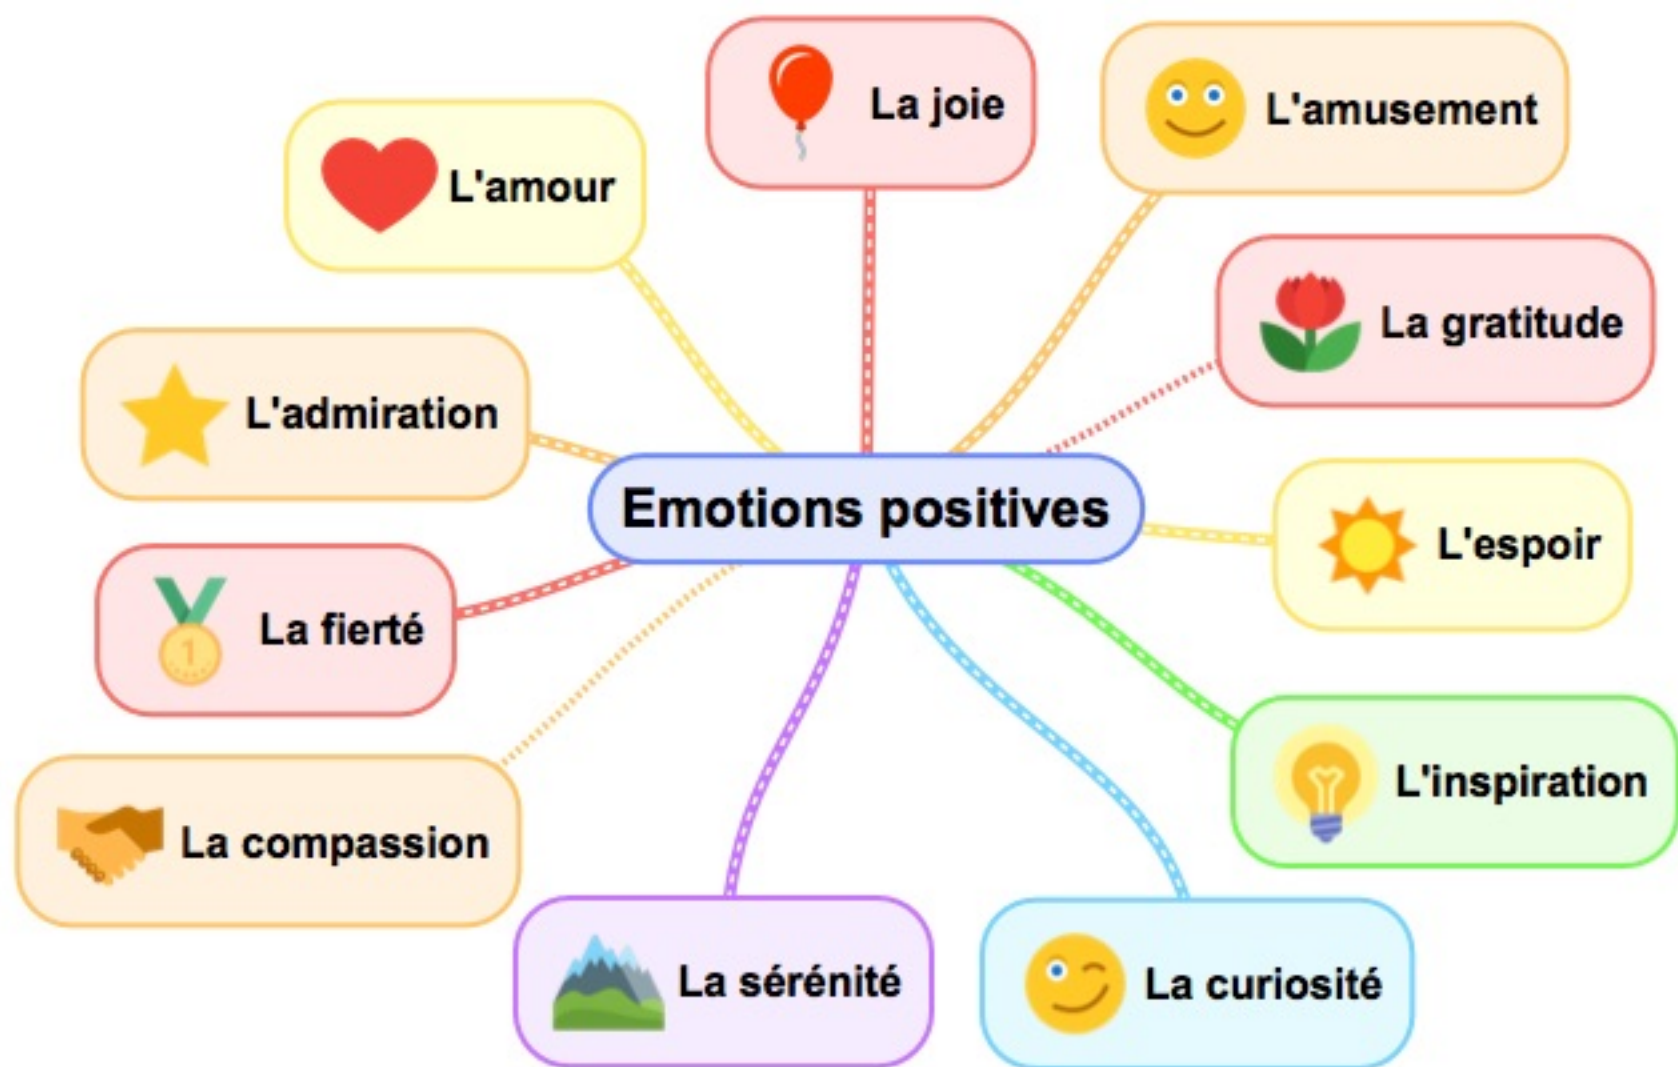 La joie
L'amusement
L'amour
La gratitude
L'admiration
Emotions positives
L'espoir
La fierté
L'inspiration
La compassion
La sérénité
La curiosité
1